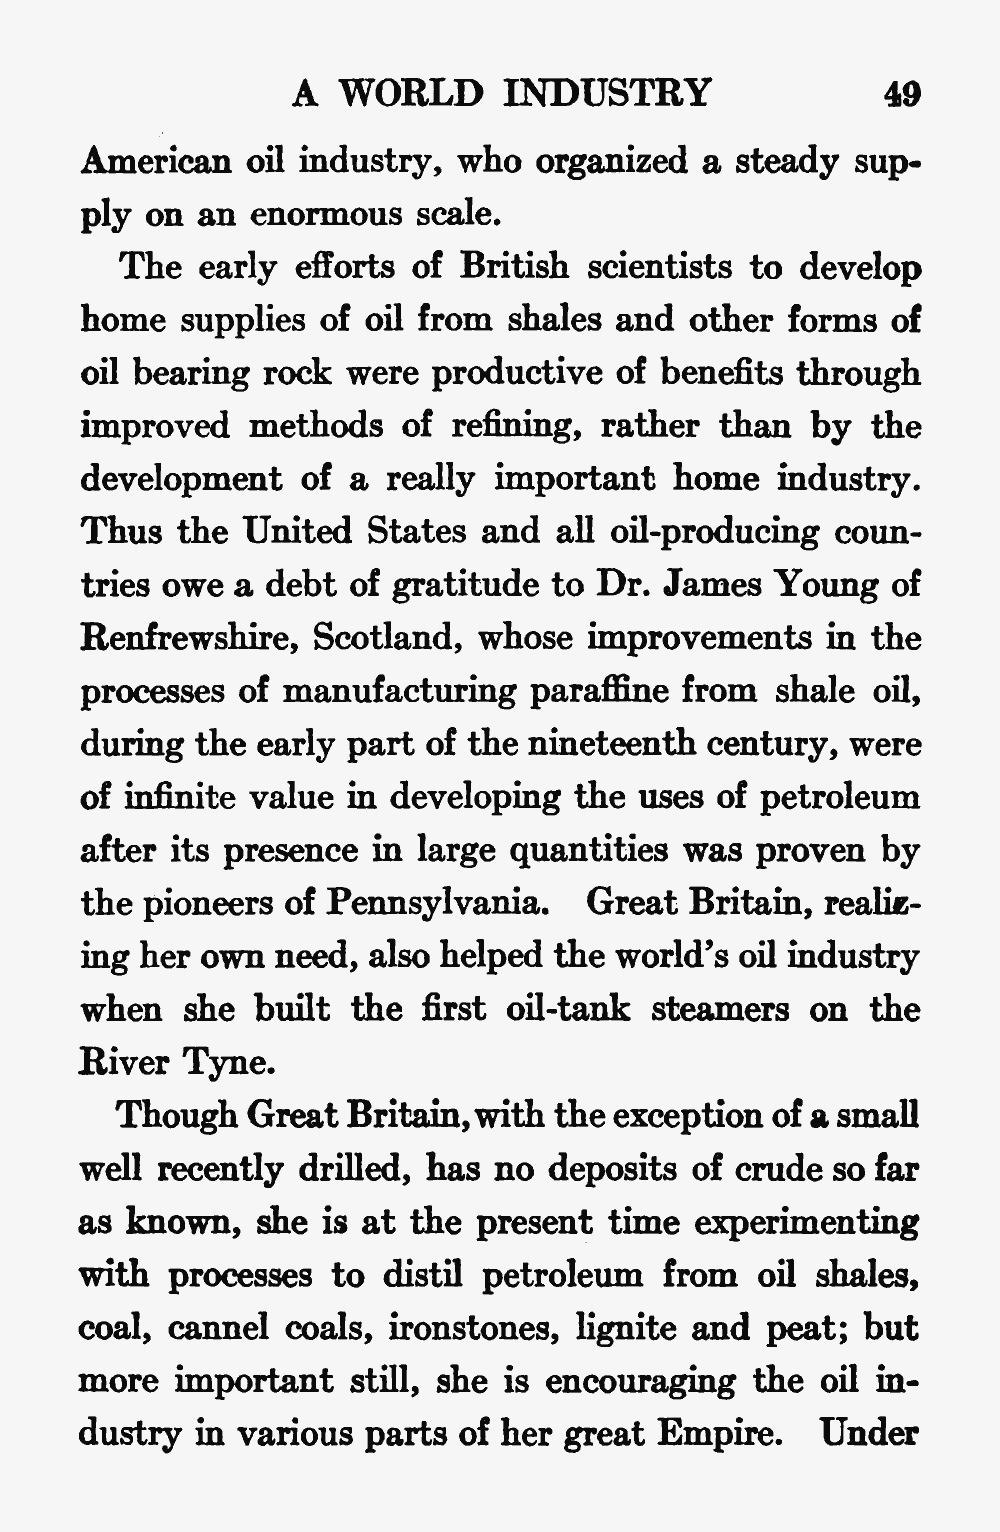 A WORLD INDUSTRY 49
American oil industry, who organized a steady sup-
ply on an enormous scale.
The early efforts of British scientists to develop
home supplies of oil from shales and other forms of
oil bearing rock were productive of benefits through
improved methods of refining, rather than by the
development of a really important home industry.
Thus the United States and all oil-producing coun-
tries owe a debt of gratitude to Dr. James Young of
Renfrewshire, Scotland, whose improvements in the
processes of manufacturing paraffine from shale oil,
during the early part of the nineteenth century, were
of infinite value in developing the uses of petroleum
after its presence in large quantities was proven by
the pioneers of Pennsylvania. Great Britain, realiz-
ing her own need, also helped the world's oil industry
when she built the first oil-tank steamers on the
River Tyne.
Though Great Britain, with the exception of a small
well recently drilled, has no deposits of crude so far
as known, she is at the present time experimenting
with processes to distil petroleum from oil shales,
coal, cannel coals, ironstones, lignite and peat; but
more important still, she is encouraging the oil in-
dustry in various parts of her great Empire. Under